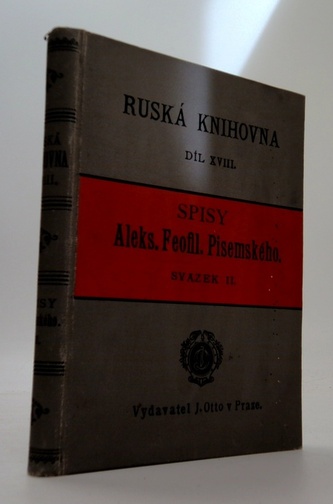 RUSKÁ KNIHOVNA
DÍL XVIII.
SPISY
Aleks. Feofil. Pisemského.
SVAZEK II.
Vydavatel J. Otto v Praze.